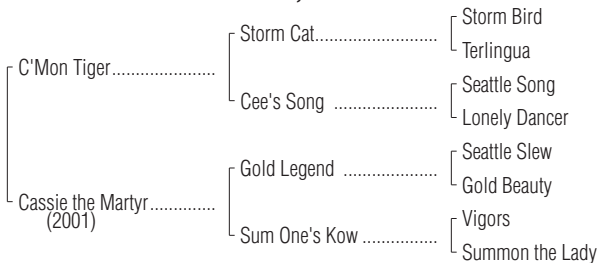 Storm Bird
Storm Cat..............................
Terlingua
C'Mon Tiger.........................
Seattle Song
Cee's Song .........................
Lonely Dancer
Seattle Slew
Gold Legend ......................
Gold Beauty
Cassie the Martyr................
(2001)
Vigors
Sum One's Kow ..................
Summon the Lady